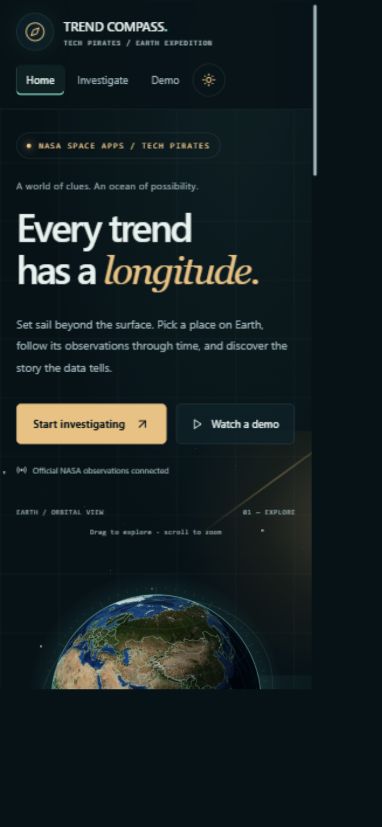 TREND COMPASS.
TECH PIRATES / EARTH EXPEDITION
Home Investigate Demo
NASA SPACE APPS / TECH PIRATES
A world of clues. An ocean of possibility.
Every trend
has a longitude.
Set sail beyond the surface. Pick a place on Earth,
follow its observations through time, and discover the
story the data tells.
Start investigating Watch a demo
Official NASA observations connected
EARTH / ORBITAL VIEW 01 — EXPLORE
Drag to explore · scroll to zoom